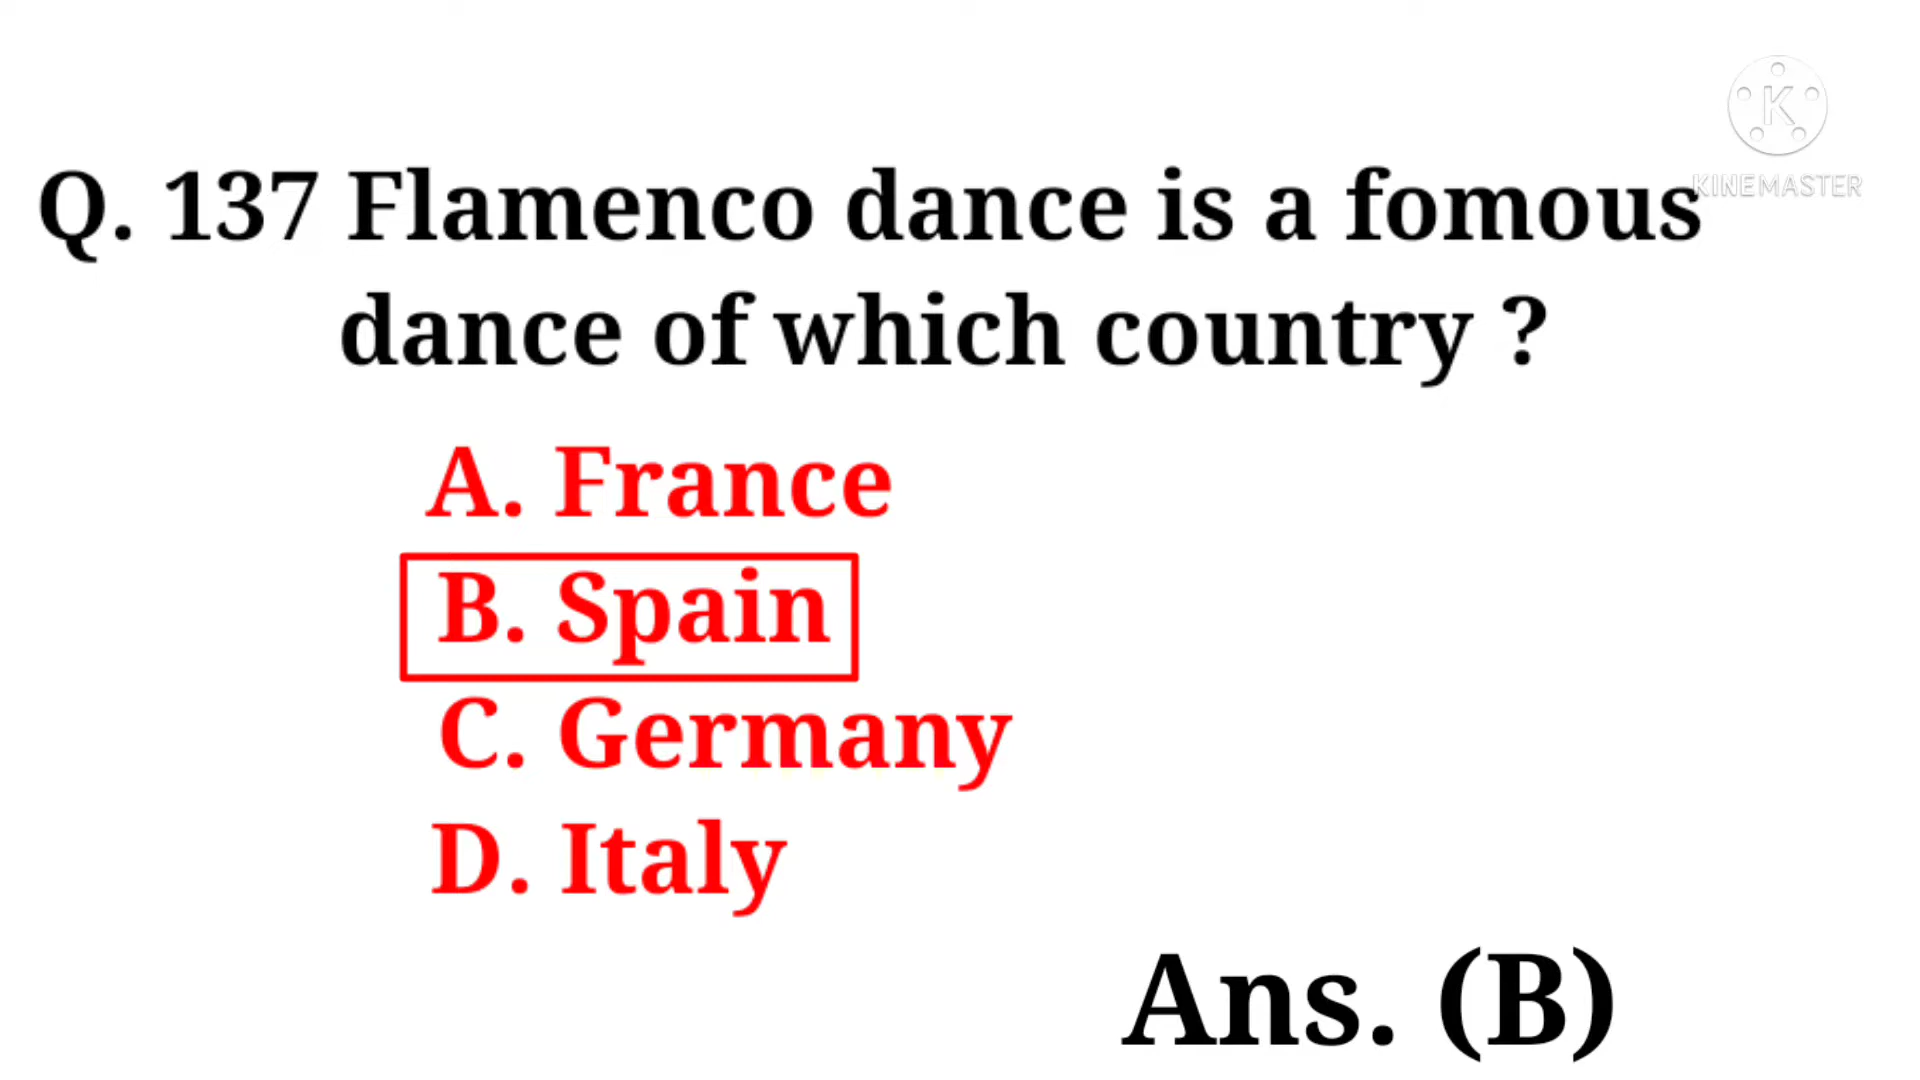 K
KINEMASTER
Q. 137 Flamenco dance is a fomous
dance of which country ?
A. France
B. Spain
C. Germany
D. Italy
Ans. (B)